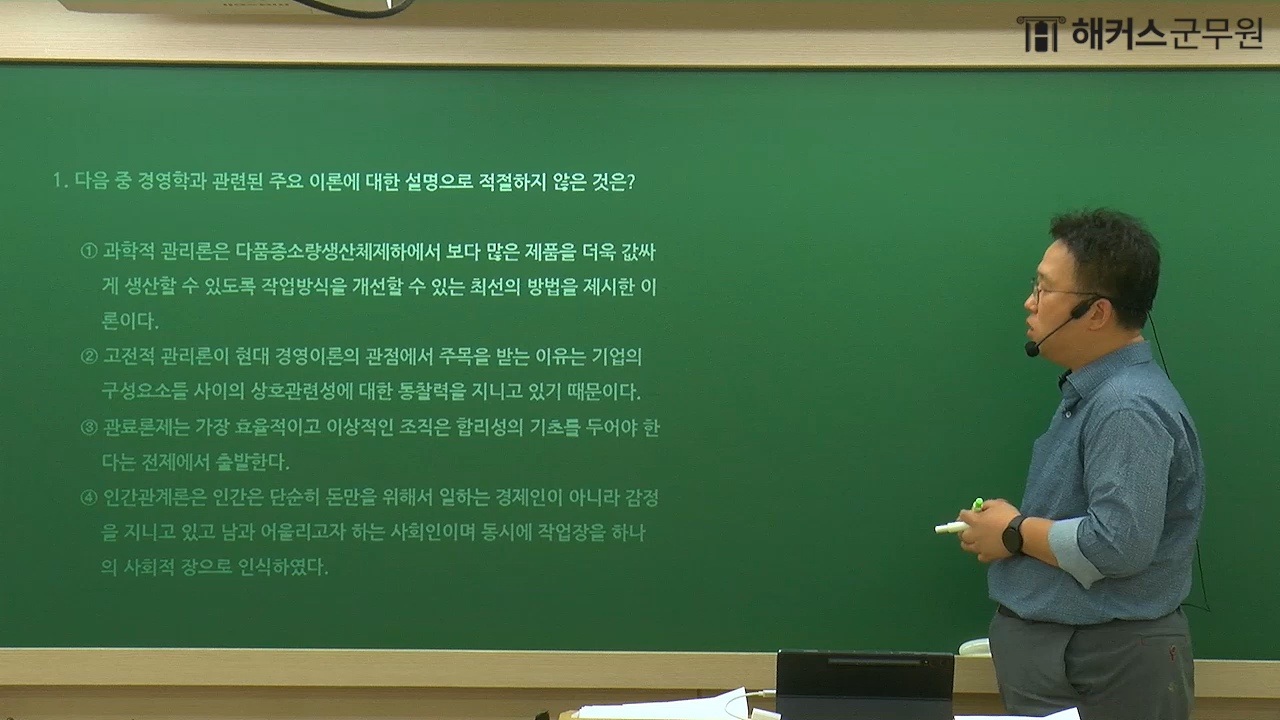 해커스군무원
1. 다음 중 경영학과 관련된 주요 이론에 대한 설명으로 적절하지 않은 것은?
① 과학적 관리론은 다품종소량생산체제하에서 보다 많은 제품을 더욱 값싸
게 생산할 수 있도록 작업방식을 개선할 수 있는 최선의 방법을 제시한 이
론이다.
② 고전적 관리론이 현대 경영이론의 관점에서 주목을 받는 이유는 기업의
구성요소들 사이의 상호관련성에 대한 통찰력을 지니고 있기 때문이다.
③ 관료론제는 가장 효율적이고 이상적인 조직은 합리성의 기초를 두어야 한
다는 전제에서 출발한다.
④ 인간관계론은 인간은 단순히 돈만을 위해서 일하는 경제인이 아니라 감정
을 지니고 있고 남과 어울리고자 하는 사회인이며 동시에 작업장을 하나
의 사회적 장으로 인식하였다.